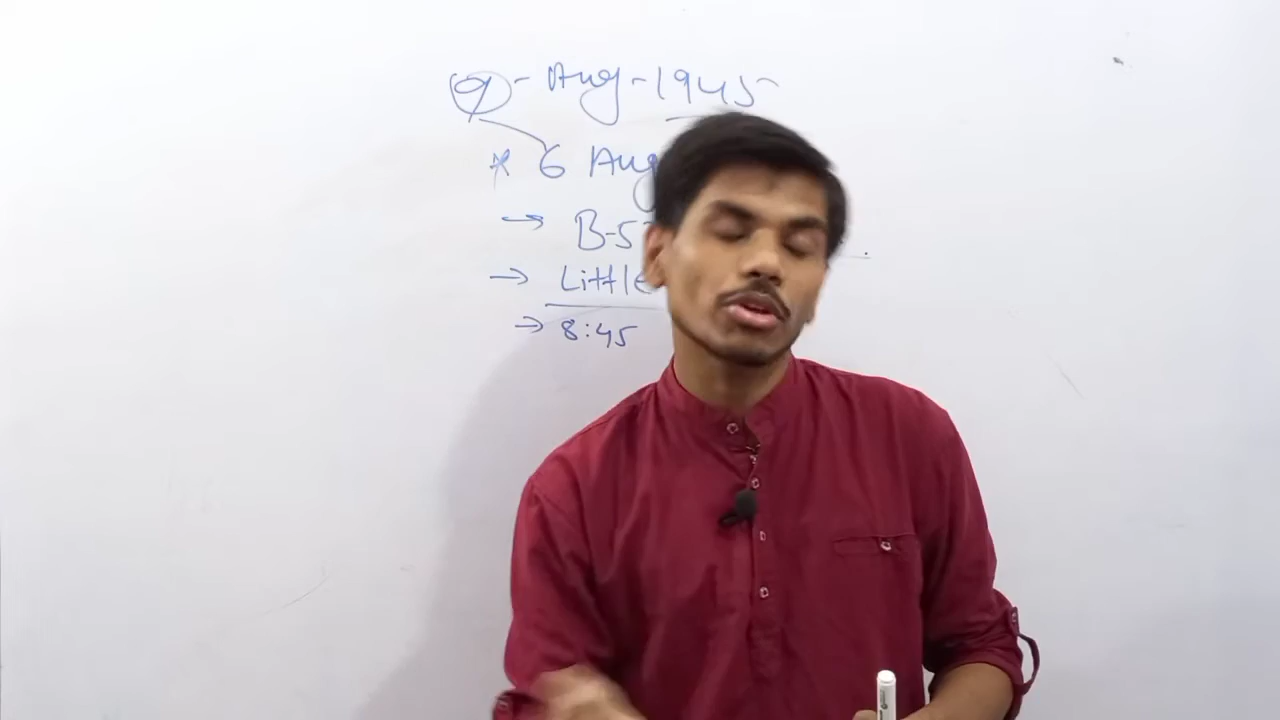 9 - Aug - 1945
* 6 Aug
→ B-5
→ Little
→ 8:45